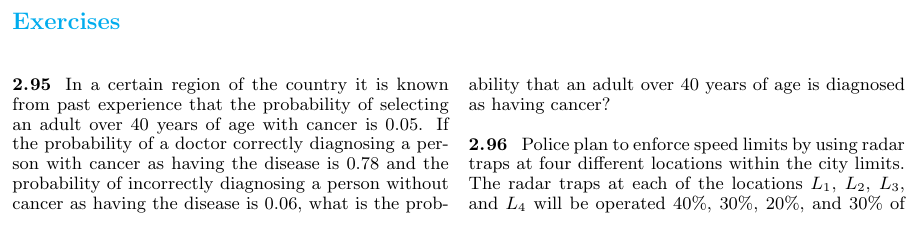 Exercises
2.95 In a certain region of the country it is known
from past experience that the probability of selecting
an adult over 40 years of age with cancer is 0.05. If
the probability of a doctor correctly diagnosing a per-
son with cancer as having the disease is 0.78 and the
probability of incorrectly diagnosing a person without
cancer as having the disease is 0.06, what is the prob-
ability that an adult over 40 years of age is diagnosed
as having cancer?
2.96 Police plan to enforce speed limits by using radar
traps at four different locations within the city limits.
The radar traps at each of the locations L₁, L₂, L₃,
and L₄ will be operated 40%, 30%, 20%, and 30% of